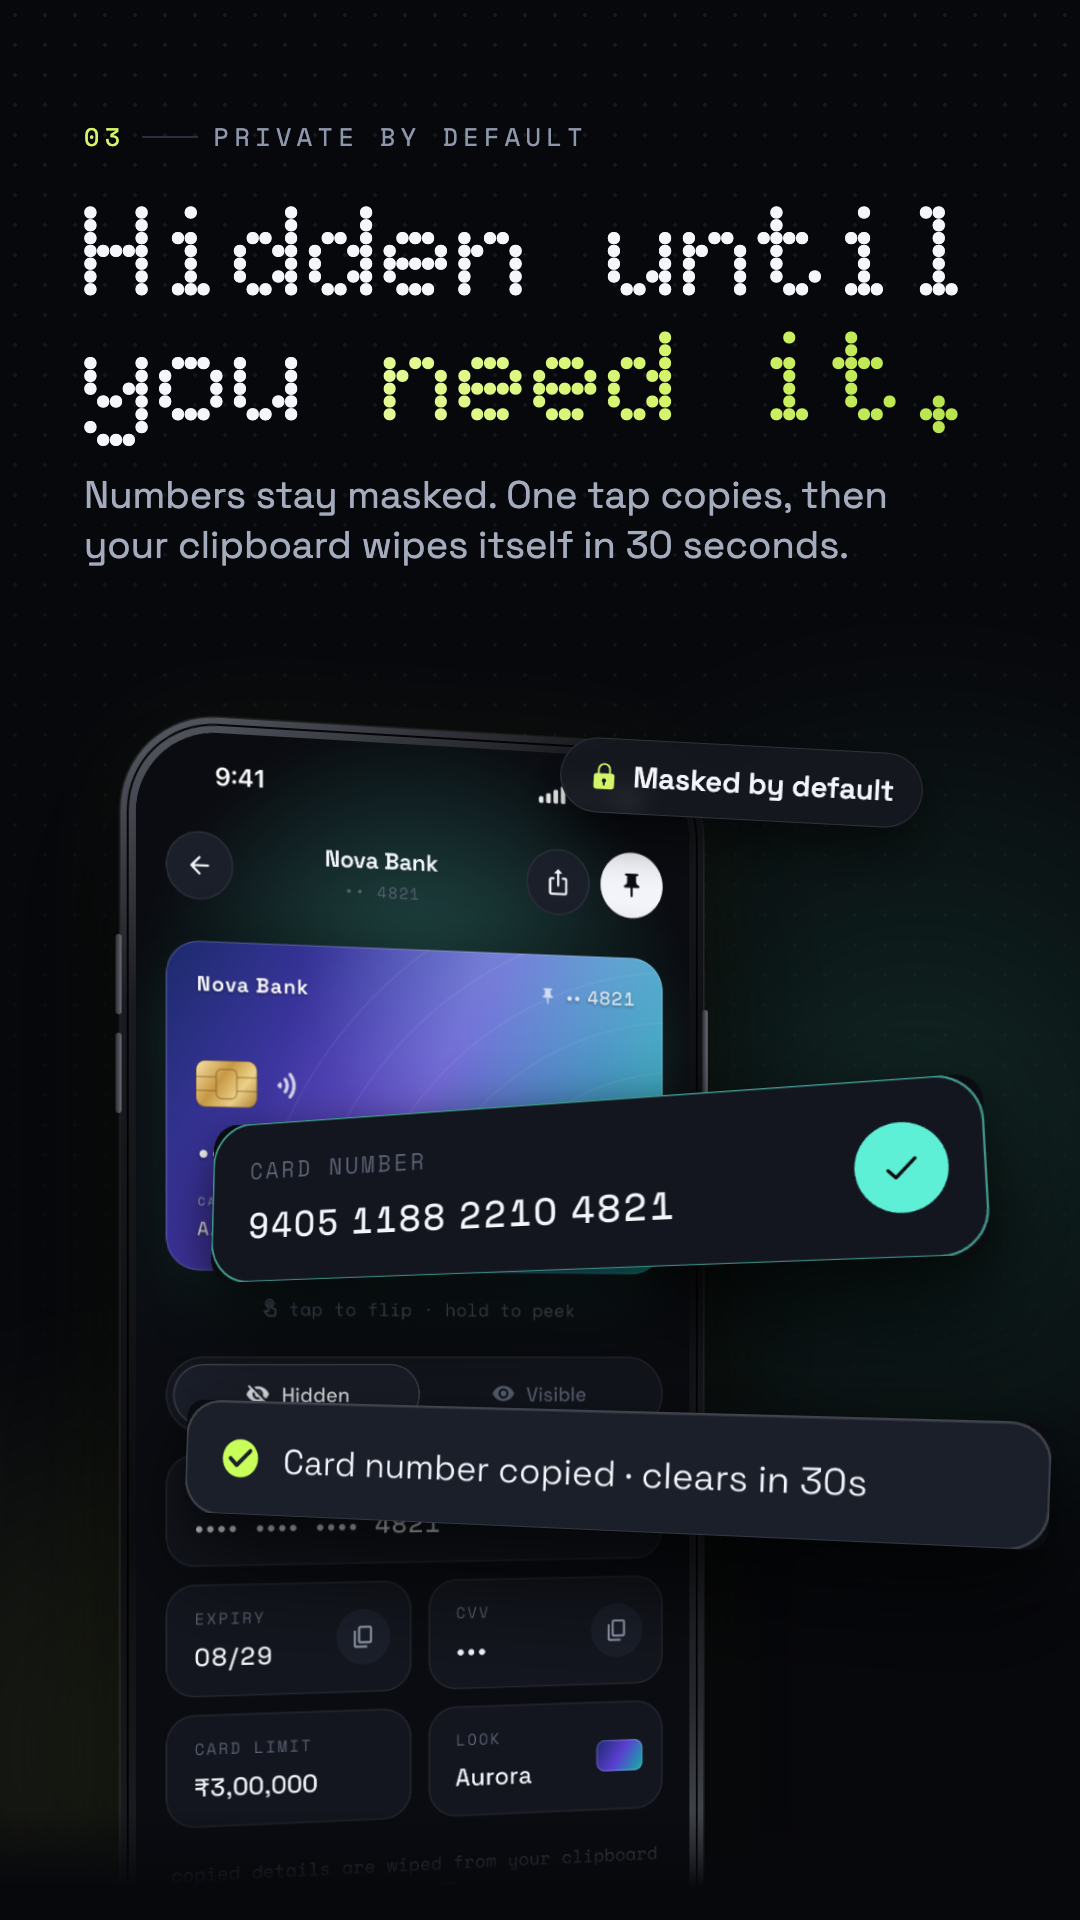 03 PRIVATE BY DEFAULT
Hidden until
you need it.
Numbers stay masked. One tap copies, then
your clipboard wipes itself in 30 seconds.
9:41
Masked by default
Nova Bank
•• 4821
Nova Bank
•• 4821
CARD NUMBER
9405 1188 2210 4821
tap to flip · hold to peek
Hidden
Visible
Card number copied · clears in 30s
•••• •••• •••• 4821
EXPIRY
08/29
CVV
•••
CARD LIMIT
₹3,00,000
LOOK
Aurora
copied details are wiped from your clipboard